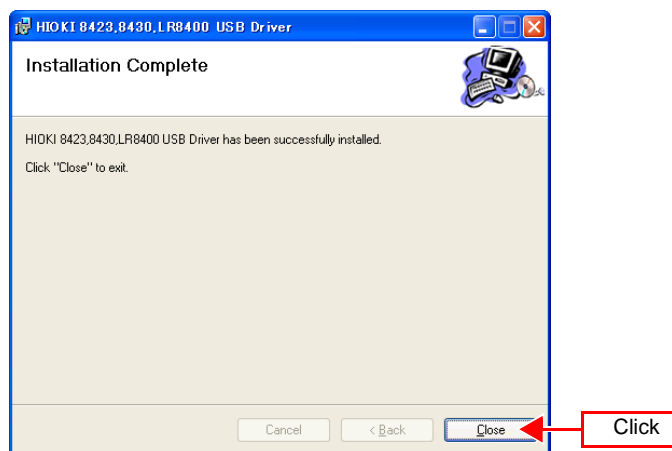 HIOKI 8423,8430,LR8400 USB Driver
Installation Complete
HIOKI 8423,8430,LR8400 USB Driver has been successfully installed.
Click "Close" to exit.
Cancel
< Back
Close
Click